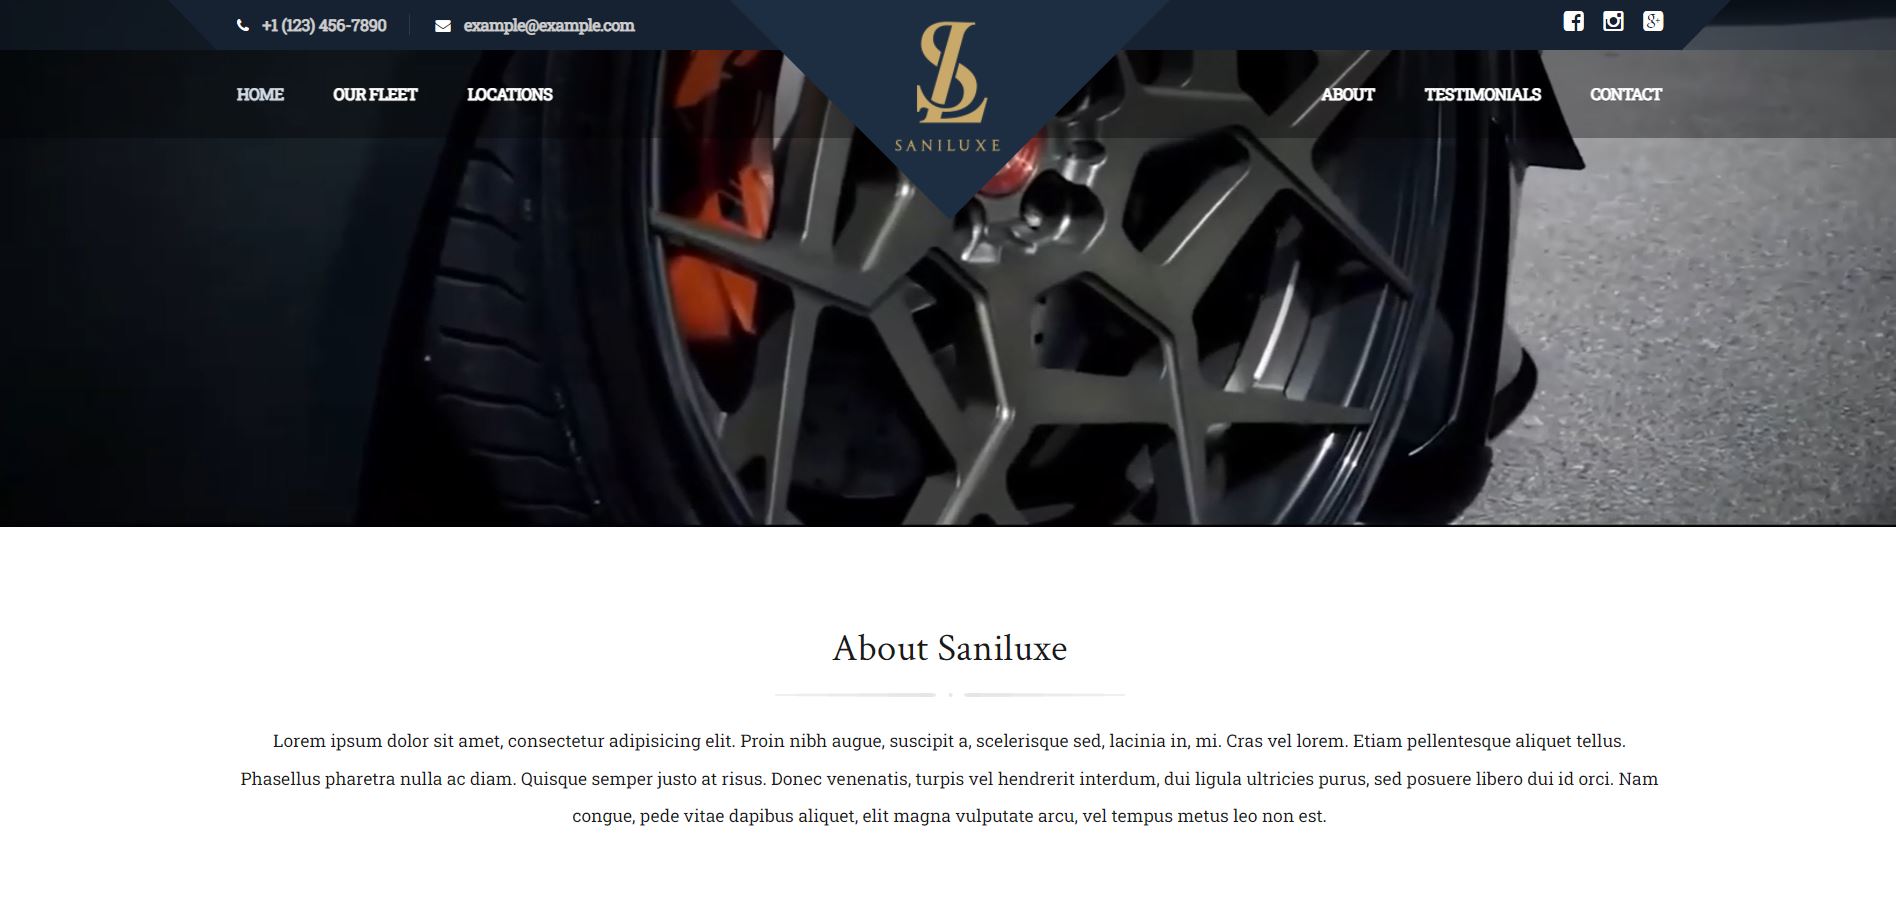 +1 (123) 456-7890
example@example.com
HOME
OUR FLEET
LOCATIONS
SL
SANILUXE
ABOUT
TESTIMONIALS
CONTACT
About Saniluxe
Lorem ipsum dolor sit amet, consectetur adipisicing elit. Proin nibh augue, suscipit a, scelerisque sed, lacinia in, mi. Cras vel lorem. Etiam pellentesque aliquet tellus.
Phasellus pharetra nulla ac diam. Quisque semper justo at risus. Donec venenatis, turpis vel hendrerit interdum, dui ligula ultricies purus, sed posuere libero dui id orci. Nam
congue, pede vitae dapibus aliquet, elit magna vulputate arcu, vel tempus metus leo non est.